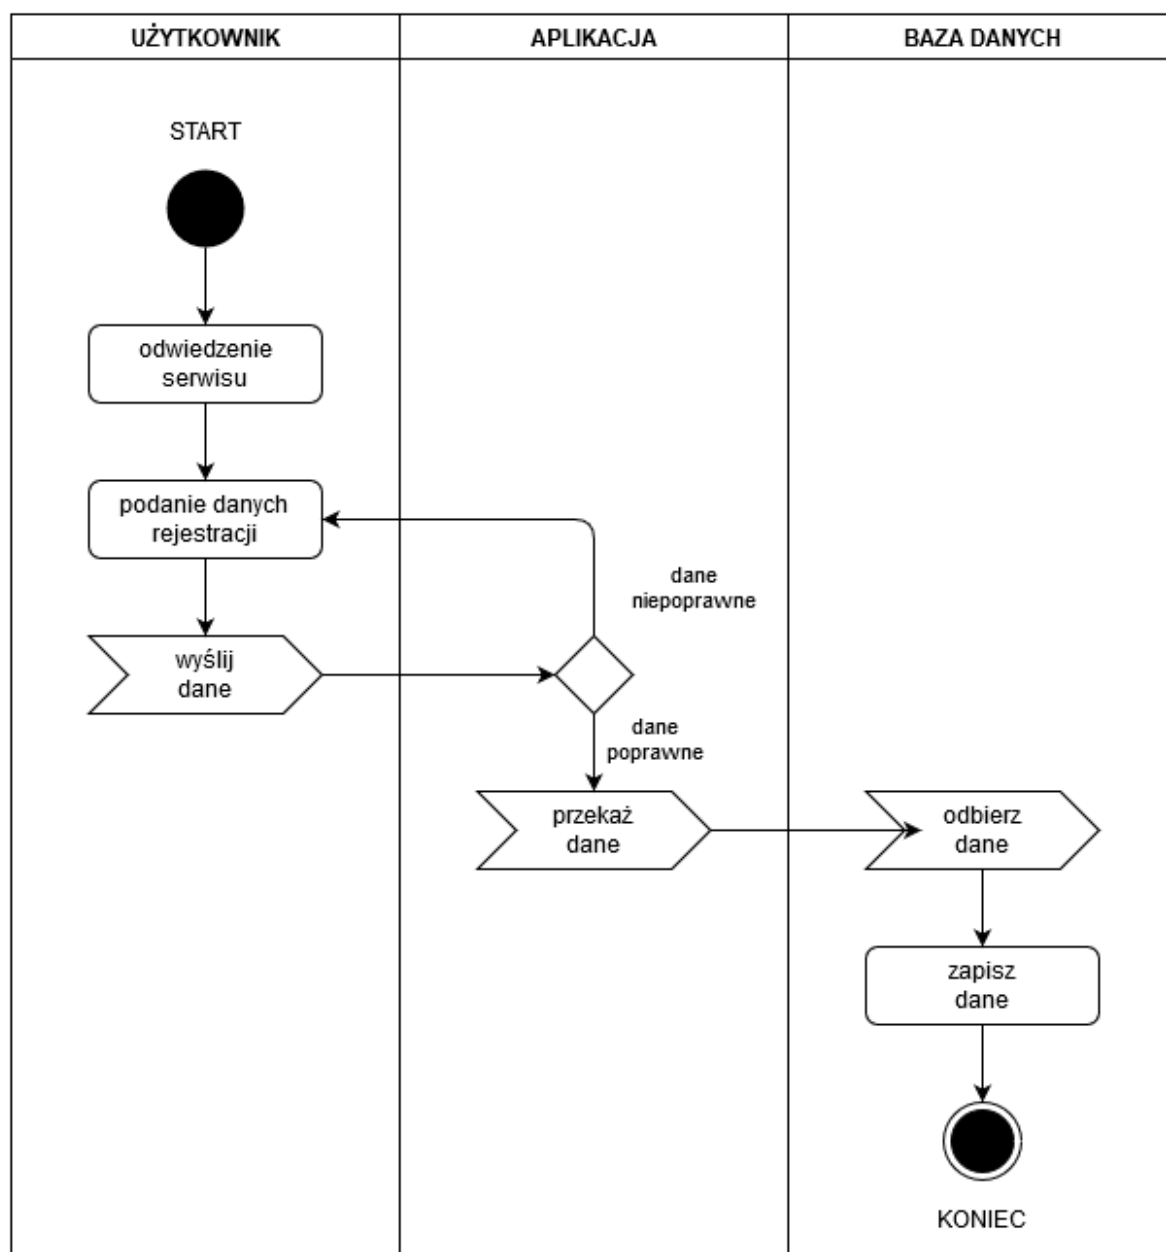 UŻYTKOWNIK
APLIKACJA
BAZA DANYCH
START
odwiedzenie
serwisu
podanie danych
rejestracji
dane
niepoprawne
wyślij
dane
dane
poprawne
przekaż
dane
odbierz
dane
zapisz
dane
KONIEC